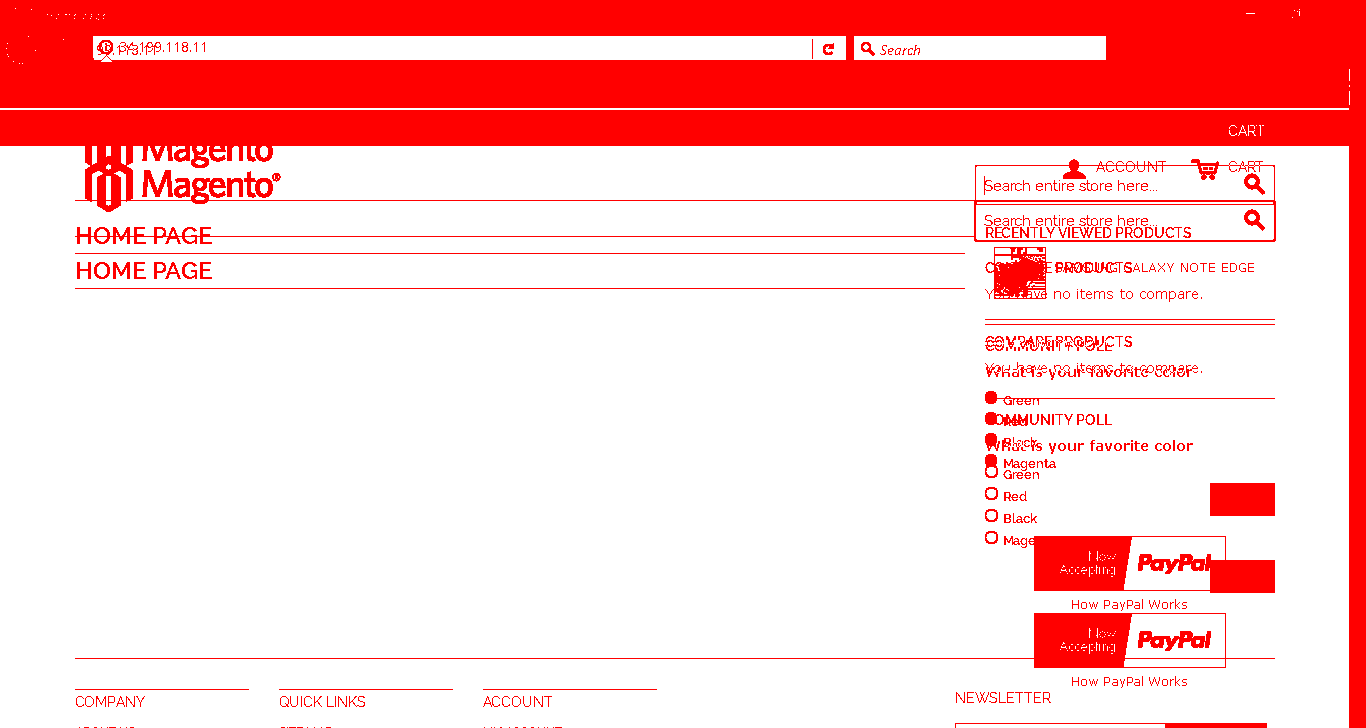 34.199.118.11
Search
CART
Magento
ACCOUNT
CART
Magento®
Search entire store here...
Search entire store here...
HOME PAGE
RECENTLY VIEWED PRODUCTS
HOME PAGE
COMPARE PRODUCTS
GALAXY NOTE EDGE
You have no items to compare.
COMPARE PRODUCTS
COMMUNITY POLL
You have no items to compare.
What is your favorite color
Green
COMMUNITY POLL
Red
Black
What is your favorite color
Magenta
Green
Red
Black
Mage
Now Accepting
PayPal
How PayPal Works
Now Accepting
PayPal
How PayPal Works
COMPANY
QUICK LINKS
ACCOUNT
NEWSLETTER